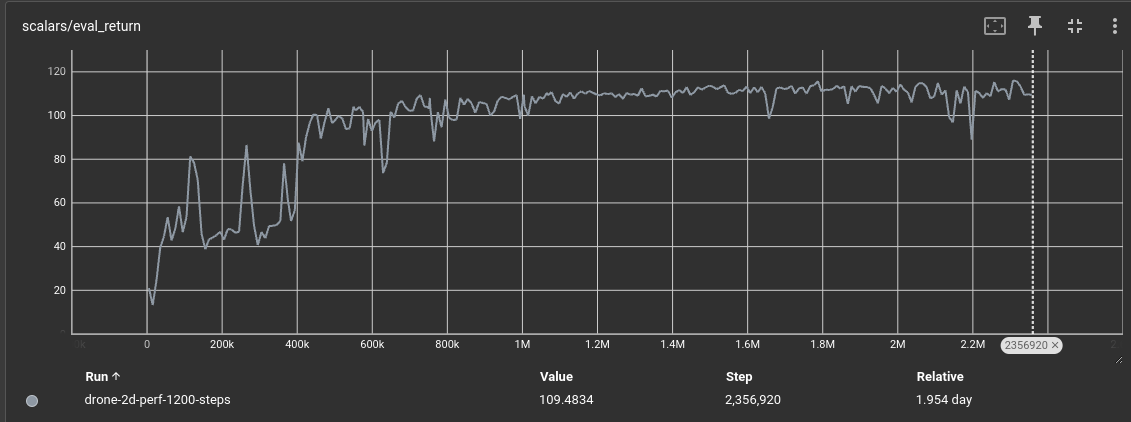 scalars/eval_return
120
100
80
60
40
20
0 200k 400k 600k 800k 1M 1.2M 1.4M 1.6M 1.8M 2M 2.2M 2356920 ×
Run ↑ Value Step Relative
drone-2d-perf-1200-steps 109.4834 2,356,920 1.954 day